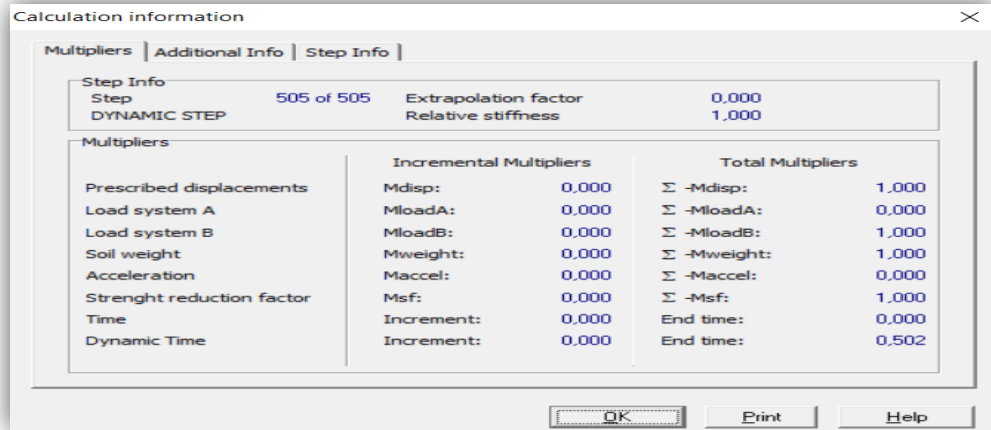 Calculation information
Multipliers Additional Info Step Info
Step Info
Step 505 of 505 Extrapolation factor 0,000
DYNAMIC STEP Relative stiffness 1,000
Multipliers
Incremental Multipliers Total Multipliers
Prescribed displacements Mdisp: 0,000 Σ -Mdisp: 1,000
Load system A MloadA: 0,000 Σ -MloadA: 0,000
Load system B MloadB: 0,000 Σ -MloadB: 1,000
Soil weight Mweight: 0,000 Σ -Mweight: 1,000
Acceleration Maccel: 0,000 Σ -Maccel: 0,000
Strenght reduction factor Msf: 0,000 Σ -Msf: 1,000
Time Increment: 0,000 End time: 0,000
Dynamic Time Increment: 0,000 End time: 0,502
OK Print Help